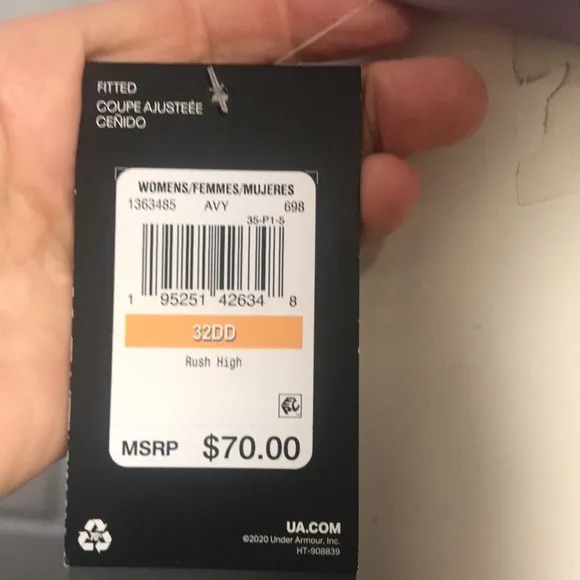 FITTED
COUPE AJUSTEÉE
CEÑIDO
WOMENS/FEMMES/MUJERES
1363485 AVY 698
35-P1-5
1 95251 42634 8
32DD
Rush High
MSRP $70.00
70%
UA.COM
©2020 Under Armour, Inc.
HT-908839